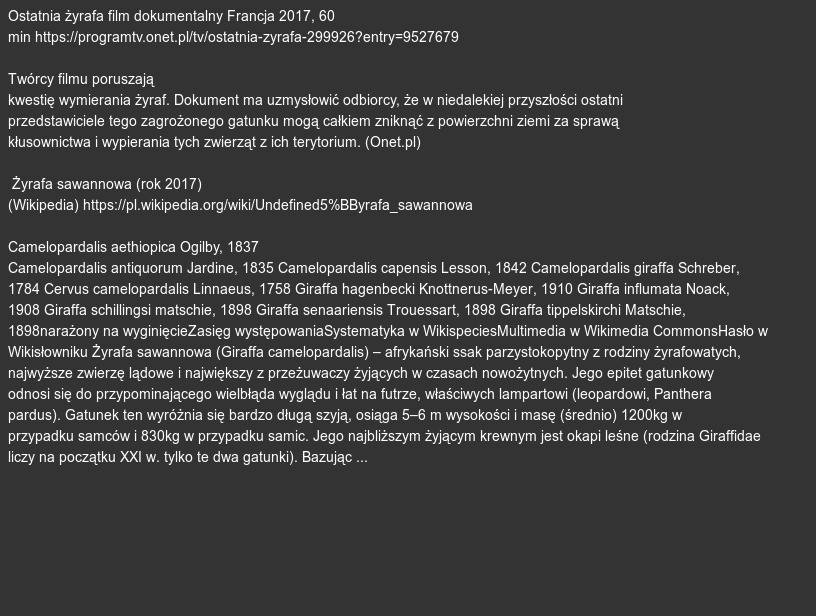 Ostatnia żyrafa film dokumentalny Francja 2017, 60
min https://programtv.onet.pl/tv/ostatnia-zyrafa-299926?entry=9527679
Twórcy filmu poruszają
kwestię wymierania żyraf. Dokument ma uzmysłowić odbiorcy, że w niedalekiej przyszłości ostatni
przedstawiciele tego zagrożonego gatunku mogą całkiem zniknąć z powierzchni ziemi za sprawą
kłusownictwa i wypierania tych zwierząt z ich terytorium. (Onet.pl)
Żyrafa sawannowa (rok 2017)
(Wikipedia) https://pl.wikipedia.org/wiki/Undefined5%BByrafa_sawannowa
Camelopardalis aethiopica Ogilby, 1837
Camelopardalis antiquorum Jardine, 1835 Camelopardalis capensis Lesson, 1842 Camelopardalis giraffa Schreber,
1784 Cervus camelopardalis Linnaeus, 1758 Giraffa hagenbecki Knottnerus-Meyer, 1910 Giraffa influmata Noack,
1908 Giraffa schillingsi matschie, 1898 Giraffa senaariensis Trouessart, 1898 Giraffa tippelskirchi Matschie,
1898narażony na wyginięcieZasięg występowaniaSystematyka w WikispeciesMultimedia w Wikimedia CommonsHasło w
Wikisłowniku Żyrafa sawannowa (Giraffa camelopardalis) – afrykański ssak parzystokopytny z rodziny żyrafowatych,
najwyższe zwierzę lądowe i największy z przeżuwaczy żyjących w czasach nowożytnych. Jego epitet gatunkowy
odnosi się do przypominającego wielbłąda wyglądu i łat na futrze, właściwych lampartowi (leopardowi, Panthera
pardus). Gatunek ten wyróżnia się bardzo długą szyją, osiąga 5–6 m wysokości i masę (średnio) 1200kg w
przypadku samców i 830kg w przypadku samic. Jego najbliższym żyjącym krewnym jest okapi leśne (rodzina Giraffidae
liczy na początku XXI w. tylko te dwa gatunki). Bazując ...